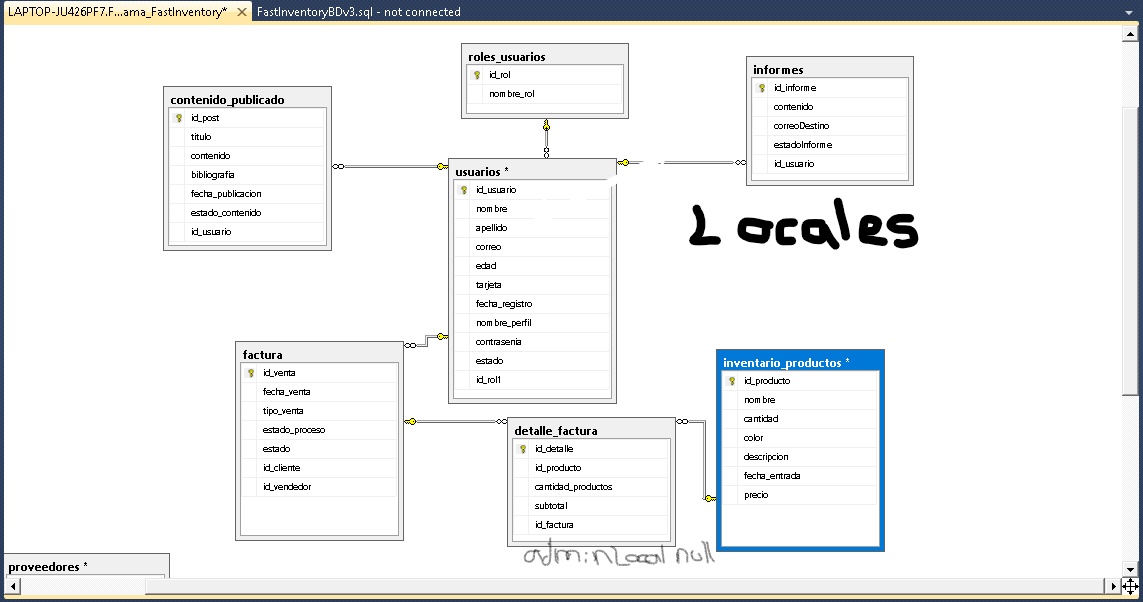 LAPTOP-JU426PF7.F...ama_FastInventory* ✕ FastInventoryBDv3.sql - not connected
roles_usuarios
id_rol
nombre_rol
informes
id_informe
contenido
correoDestino
estadoInforme
id_usuario
contenido_publicado
id_post
titulo
contenido
bibliografia
fecha_publicacion
estado_contenido
id_usuario
usuarios *
id_usuario
nombre
apellido
correo
edad
tarjeta
fecha_registro
nombre_perfil
contrasenia
estado
id_rol1
Locales
factura
id_venta
fecha_venta
tipo_venta
estado_proceso
estado
id_cliente
id_vendedor
inventario_productos *
id_producto
nombre
cantidad
color
descripcion
fecha_entrada
precio
detalle_factura
id_detalle
id_producto
cantidad_productos
subtotal
id_factura
adminLocal null
proveedores *